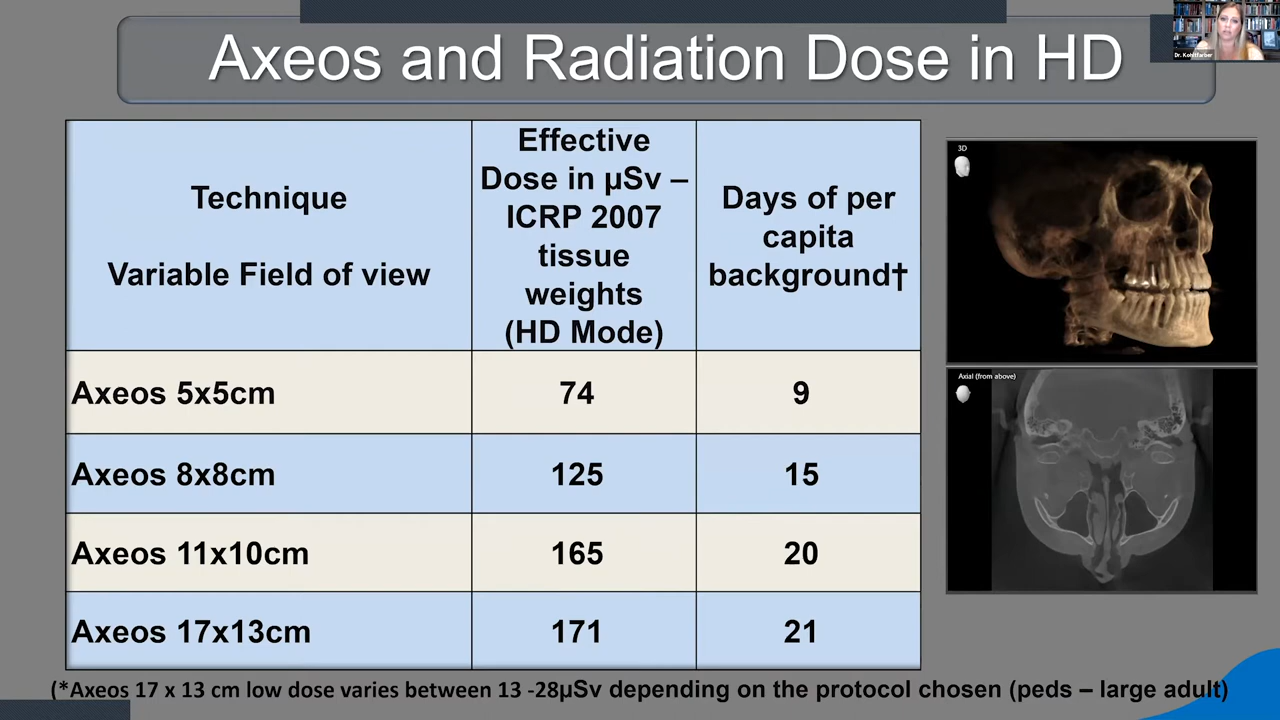 Axeos and Radiation Dose in HD
Dr. Kohltfarber
Technique
Variable Field of view
Effective
Dose in µSv –
ICRP 2007
tissue
weights
(HD Mode)
Days of per
capita
background†
Axeos 5x5cm
74
9
Axeos 8x8cm
125
15
Axeos 11x10cm
165
20
Axeos 17x13cm
171
21
3D
Axial (from above)
(*Axeos 17 x 13 cm low dose varies between 13 -28µSv depending on the protocol chosen (peds – large adult)